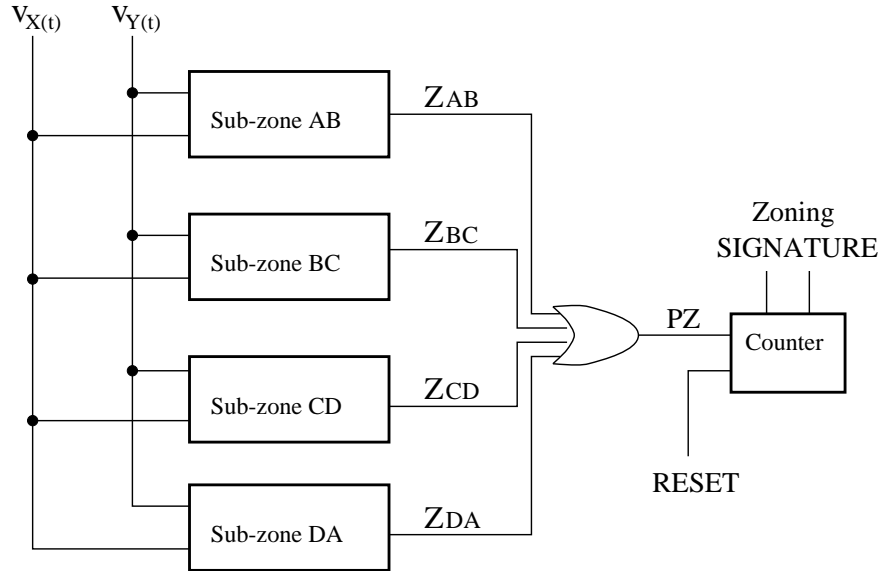 vX(t)
vY(t)
Sub-zone AB
ZAB
Sub-zone BC
ZBC
Sub-zone CD
ZCD
Sub-zone DA
ZDA
PZ
Zoning
SIGNATURE
Counter
RESET